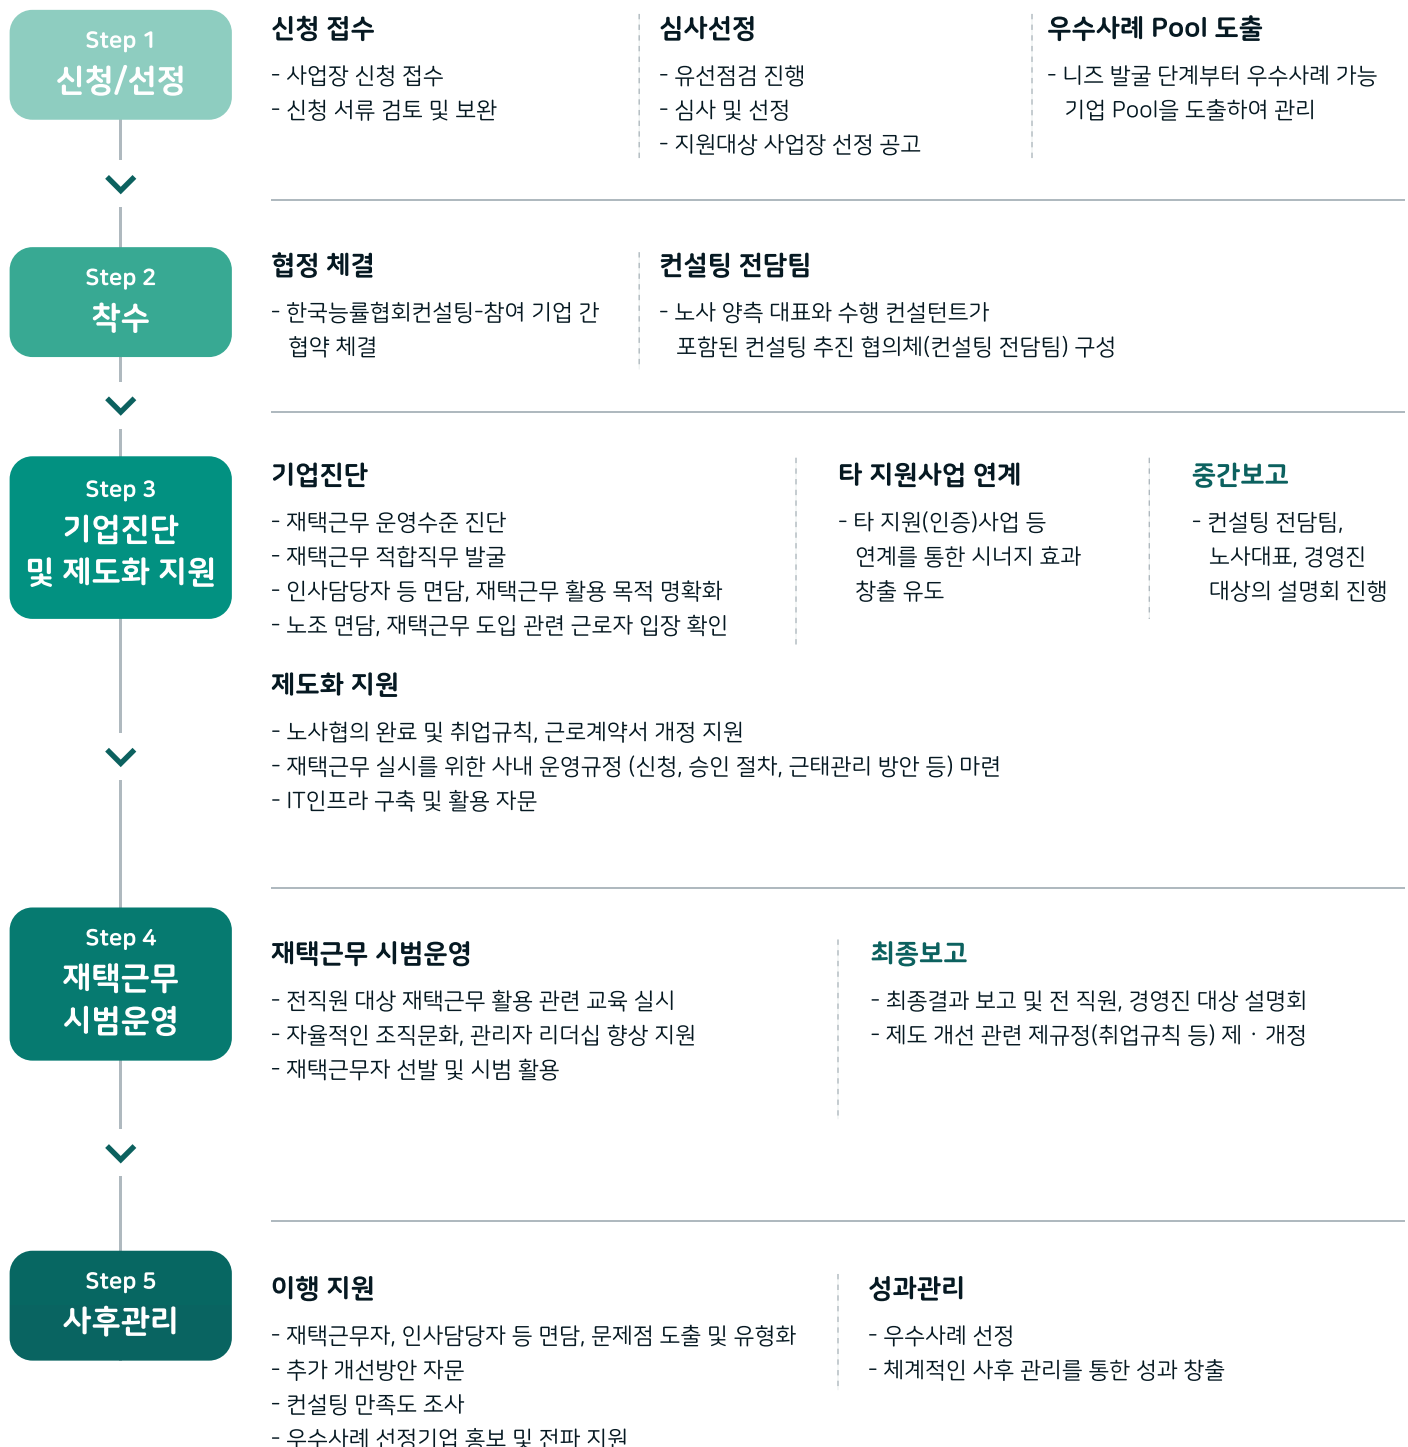 Step 1
신청/선정
신청 접수
- 사업장 신청 접수
- 신청 서류 검토 및 보완
심사선정
- 유선점검 진행
- 심사 및 선정
- 지원대상 사업장 선정 공고
우수사례 Pool 도출
- 니즈 발굴 단계부터 우수사례 가능
기업 Pool을 도출하여 관리
Step 2
착수
협정 체결
- 한국능률협회컨설팅-참여 기업 간
협약 체결
컨설팅 전담팀
- 노사 양측 대표와 수행 컨설턴트가
포함된 컨설팅 추진 협의체(컨설팅 전담팀) 구성
Step 3
기업진단
및 제도화 지원
기업진단
- 재택근무 운영수준 진단
- 재택근무 적합직무 발굴
- 인사담당자 등 면담, 재택근무 활용 목적 명확화
- 노조 면담, 재택근무 도입 관련 근로자 입장 확인
타 지원사업 연계
- 타 지원(인증)사업 등
연계를 통한 시너지 효과
창출 유도
중간보고
- 컨설팅 전담팀,
노사대표, 경영진
대상의 설명회 진행
제도화 지원
- 노사협의 완료 및 취업규칙, 근로계약서 개정 지원
- 재택근무 실시를 위한 사내 운영규정 (신청, 승인 절차, 근태관리 방안 등) 마련
- IT인프라 구축 및 활용 자문
Step 4
재택근무
시범운영
재택근무 시범운영
- 전직원 대상 재택근무 활용 관련 교육 실시
- 자율적인 조직문화, 관리자 리더십 향상 지원
- 재택근무자 선발 및 시범 활용
최종보고
- 최종결과 보고 및 전 직원, 경영진 대상 설명회
- 제도 개선 관련 제규정(취업규칙 등) 제 · 개정
Step 5
사후관리
이행 지원
- 재택근무자, 인사담당자 등 면담, 문제점 도출 및 유형화
- 추가 개선방안 자문
- 컨설팅 만족도 조사
- 우수사례 선정기업 홍보 및 전파 지원
성과관리
- 우수사례 선정
- 체계적인 사후 관리를 통한 성과 창출